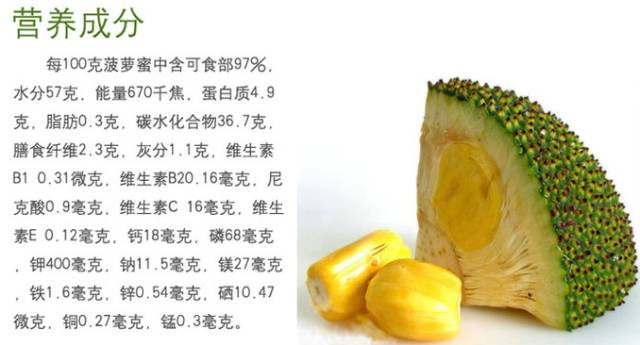 营养成分
每100克菠萝蜜中含可食部97%，
水分57克，能量670千焦，蛋白质4.9
克，脂肪0.3克，碳水化合物36.7克，
膳食纤维2.3克，灰分1.1克，维生素
B1 0.31微克，维生素B20.16毫克，尼
克酸0.9毫克，维生素C 16毫克，维生
素E 0.12毫克，钙18毫克，磷68毫克
，钾400毫克，钠11.5毫克，镁27毫克
，铁1.6毫克，锌0.54毫克，硒10.47
微克，铜0.27毫克，锰0.3毫克。